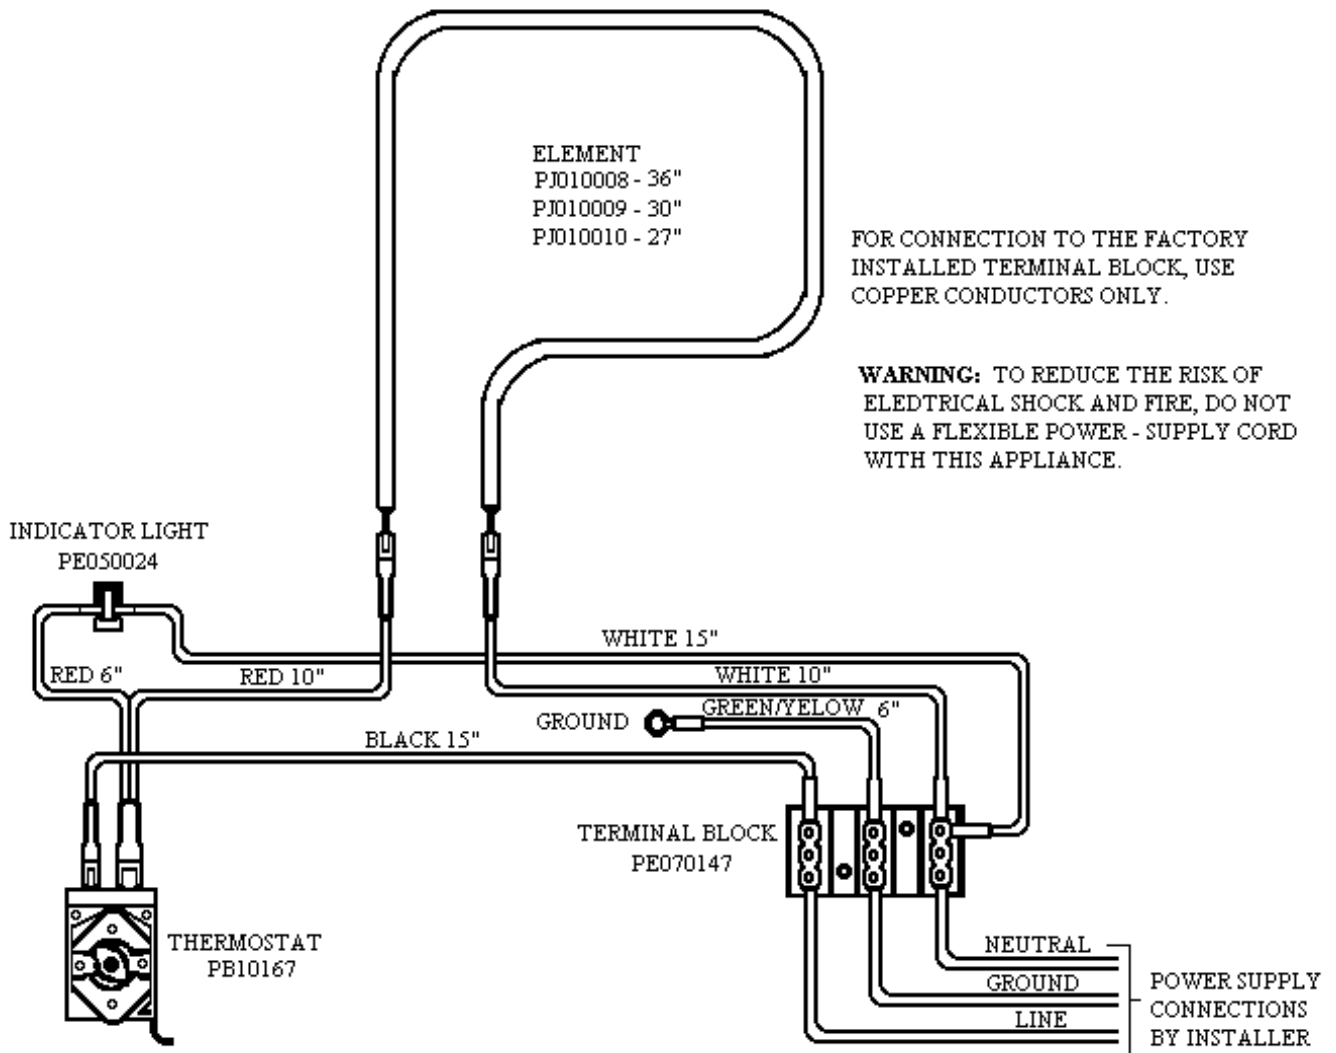 ELEMENT
PJ010008 - 36"
PJ010009 - 30"
PJ010010 - 27"
FOR CONNECTION TO THE FACTORY
INSTALLED TERMINAL BLOCK, USE
COPPER CONDUCTORS ONLY.
WARNING: TO REDUCE THE RISK OF
ELEDTRICAL SHOCK AND FIRE, DO NOT
USE A FLEXIBLE POWER - SUPPLY CORD
WITH THIS APPLIANCE.
INDICATOR LIGHT
PE050024
WHITE 15"
RED 6"
RED 10"
WHITE 10"
GREEN/YELLOW 6"
GROUND
BLACK 15"
TERMINAL BLOCK
PE070147
THERMOSTAT
PB10167
NEUTRAL
GROUND
LINE
POWER SUPPLY
CONNECTIONS
BY INSTALLER